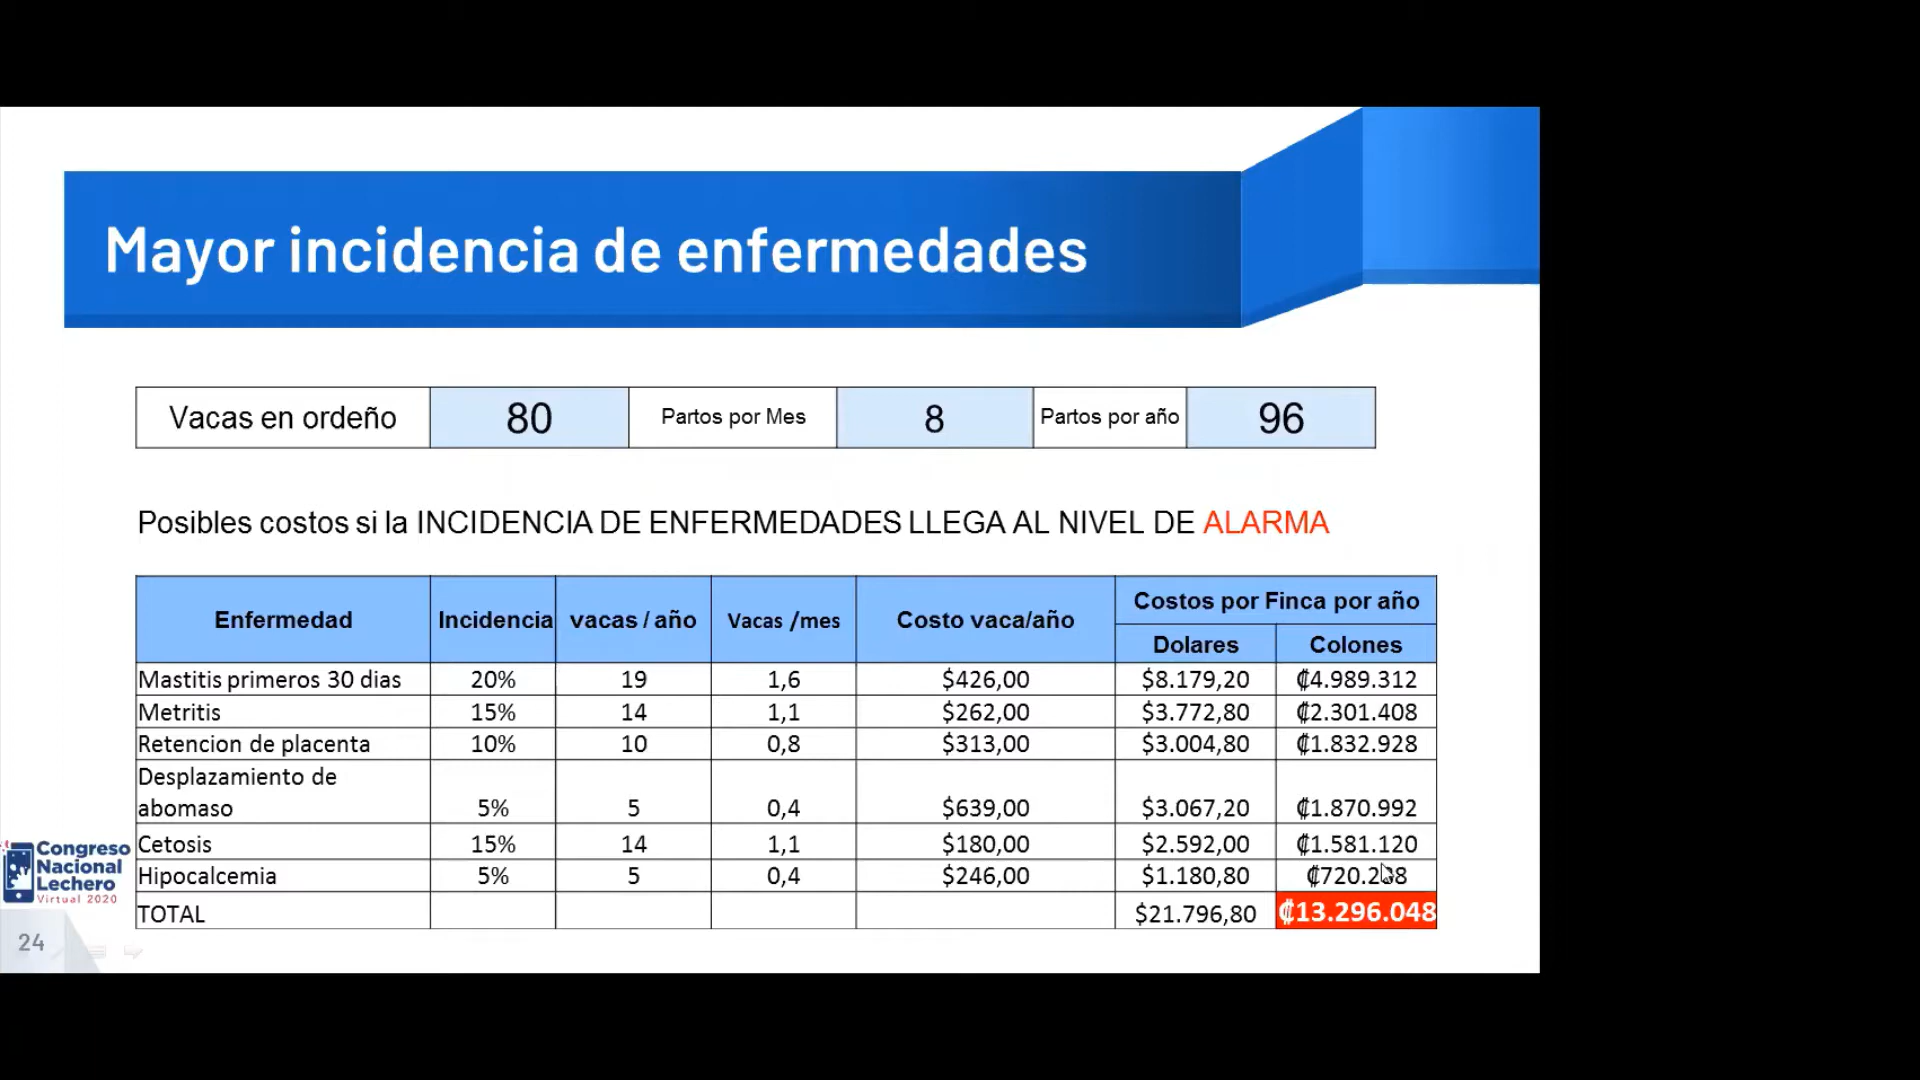 Mayor incidencia de enfermedades
Vacas en ordeño 80 Partos por Mes 8 Partos por año 96
Posibles costos si la INCIDENCIA DE ENFERMEDADES LLEGA AL NIVEL DE ALARMA
Enfermedad Incidencia vacas / año Vacas /mes Costo vaca/año Costos por Finca por año
Dolares Colones
Mastitis primeros 30 dias 20% 19 1,6 $426,00 $8.179,20 ₡4.989.312
Metritis 15% 14 1,1 $262,00 $3.772,80 ₡2.301.408
Retencion de placenta 10% 10 0,8 $313,00 $3.004,80 ₡1.832.928
Desplazamiento de
abomaso 5% 5 0,4 $639,00 $3.067,20 ₡1.870.992
Cetosis 15% 14 1,1 $180,00 $2.592,00 ₡1.581.120
Hipocalcemia 5% 5 0,4 $246,00 $1.180,80
TOTAL $21.796,80 ₡13.296.048
Congreso
Nacional
Lechero
Virtual 2020
24